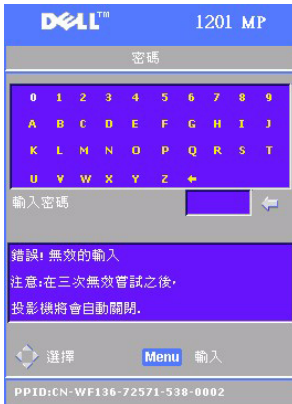 DELL™ 1201 MP
密碼
0 1 2 3 4 5 6 7 8 9
A B C D E F G H I J
K L M N O P Q R S T
U V W X Y Z ←
輸入密碼
錯誤! 無效的輸入
注意:在三次無效嘗試之後,
投影機將會自動關閉.
選擇 Menu 輸入
PPID:CN-WF136-72571-538-0002